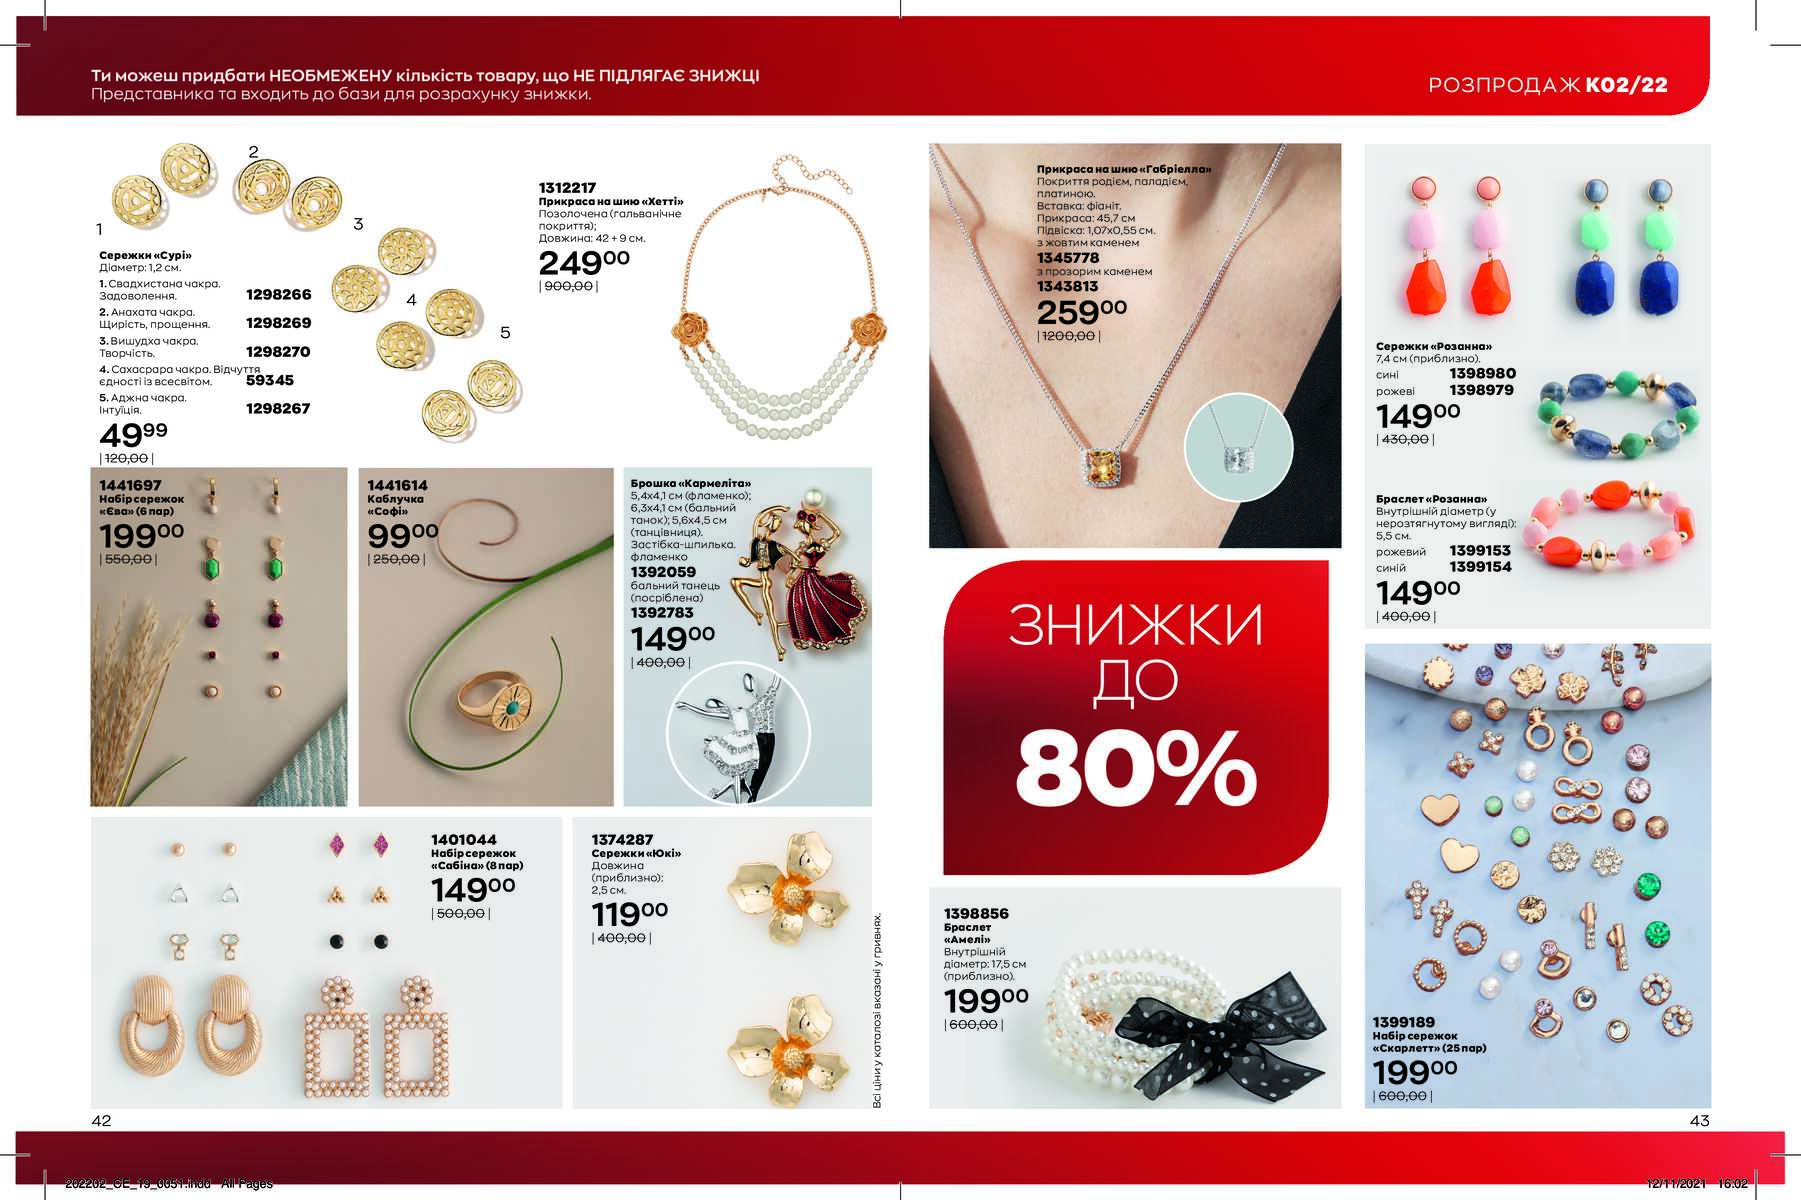 Ти можеш придбати НЕОБМЕЖЕНУ кількість товару, що НЕ ПІДЛЯГАЄ ЗНИЖЦІ
Представника та входить до бази для розрахунку знижки.
РОЗПРОДАЖ К02/22
1
2
3
4
5
Сережки «Сурі»
Діаметр: 1,2 см.
1. Свадхистана чакра.
Задоволення. 1298266
2. Анахата чакра.
Щирість, прощення. 1298269
3. Вишудха чакра.
Творчість. 1298270
4. Сахасрара чакра. Відчуття
єдності із всесвітом. 59345
5. Аджна чакра.
Інтуїція. 1298267
49 99
| 120,00 |
1312217
Прикраса на шию «Хетті»
Позолочена (гальванічне
покриття);
Довжина: 42 + 9 см.
249 00
| 900,00 |
1441697
Набір сережок
«Єва» (6 пар)
199 00
| 550,00 |
1441614
Каблучка
«Софі»
99 00
| 250,00 |
Брошка «Кармеліта»
5,4х4,1 см (фламенко);
6,3х4,1 см (бальний
танок); 5,6х4,5 см
(танцівниця).
Застібка-шпилька.
фламенко
1392059
бальний танець
(посріблена)
1392783
149 00
| 400,00 |
1401044
Набір сережок
«Сабіна» (8 пар)
149 00
| 500,00 |
1374287
Сережки «Юкі»
Довжина
(приблизно):
2,5 см.
119 00
| 400,00 |
Всі ціни у каталозі вказані у гривнях.
42
Прикраса на шию «Габріелла»
Покриття родієм, паладієм,
платиною.
Вставка: фіаніт.
Прикраса: 45,7 см
Підвіска: 1,07х0,55 см.
з жовтим каменем
1345778
з прозорим каменем
1343813
259 00
| 1200,00 |
ЗНИЖКИ
ДО
80%
1398856
Браслет
«Амелі»
Внутрішній
діаметр: 17,5 см
(приблизно).
199 00
| 600,00 |
Сережки «Розанна»
7,4 см (приблизно).
сині 1398980
рожеві 1398979
149 00
| 430,00 |
Браслет «Розанна»
Внутрішній діаметр (у
нерозтягнутому вигляді):
5,5 см.
рожевий 1399153
синій 1399154
149 00
| 400,00 |
1399189
Набір сережок
«Скарлетт» (25 пар)
199 00
| 600,00 |
43
202202_CE_19_0051.indd All Pages
12/11/2021 16:02